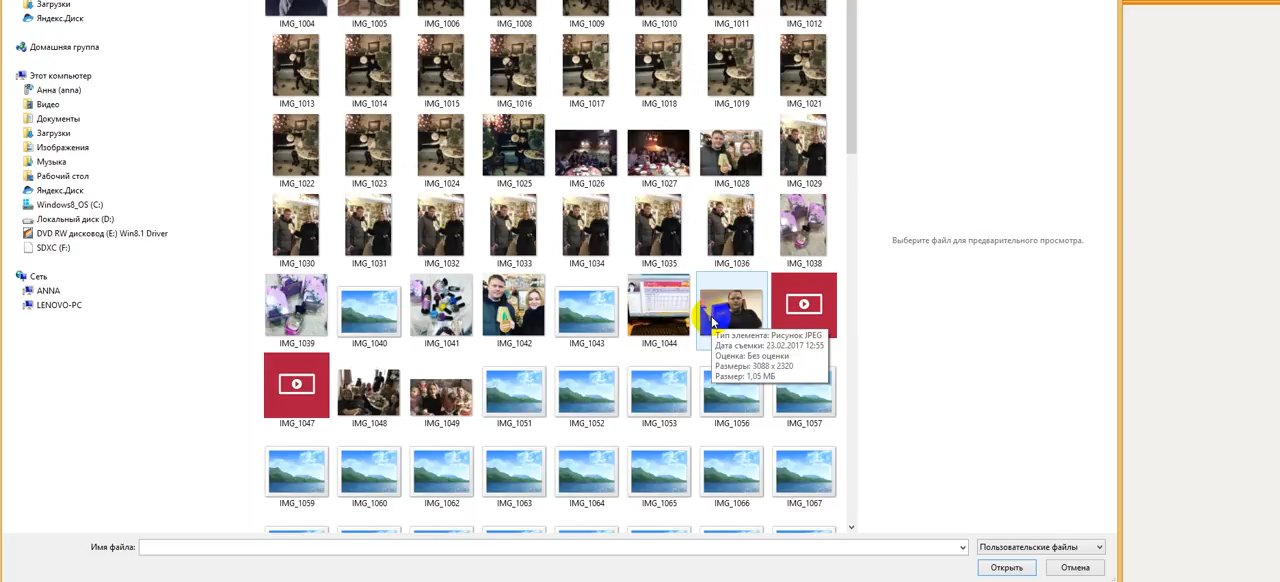 Загрузки
Яндекс.Диск
Домашняя группа
Этот компьютер
Анна (anna)
Видео
Документы
Загрузки
Изображения
Музыка
Рабочий стол
Яндекс.Диск
Windows8_OS (C:)
Локальный диск (D:)
DVD RW дисковод (E:) Win8.1 Driver
SDXC (F:)
Сеть
ANNA
LENOVO-PC
IMG_1004 IMG_1005 IMG_1006 IMG_1008 IMG_1009 IMG_1010 IMG_1011 IMG_1012
IMG_1013 IMG_1014 IMG_1015 IMG_1016 IMG_1017 IMG_1018 IMG_1019 IMG_1021
IMG_1022 IMG_1023 IMG_1024 IMG_1025 IMG_1026 IMG_1027 IMG_1028 IMG_1029
IMG_1030 IMG_1031 IMG_1032 IMG_1033 IMG_1034 IMG_1035 IMG_1036 IMG_1038
IMG_1039 IMG_1040 IMG_1041 IMG_1042 IMG_1043 IMG_1044
Тип элемента: Рисунок JPEG
Дата съемки: 23.02.2017 12:55
Оценка: Без оценки
Размеры: 3088 x 2320
Размер: 1,05 МБ
IMG_1047 IMG_1048 IMG_1049 IMG_1051 IMG_1052 IMG_1053 IMG_1056 IMG_1057
IMG_1059 IMG_1060 IMG_1062 IMG_1063 IMG_1064 IMG_1065 IMG_1066 IMG_1067
Выберите файл для предварительного просмотра.
Имя файла:
Пользовательские файлы
Открыть
Отмена